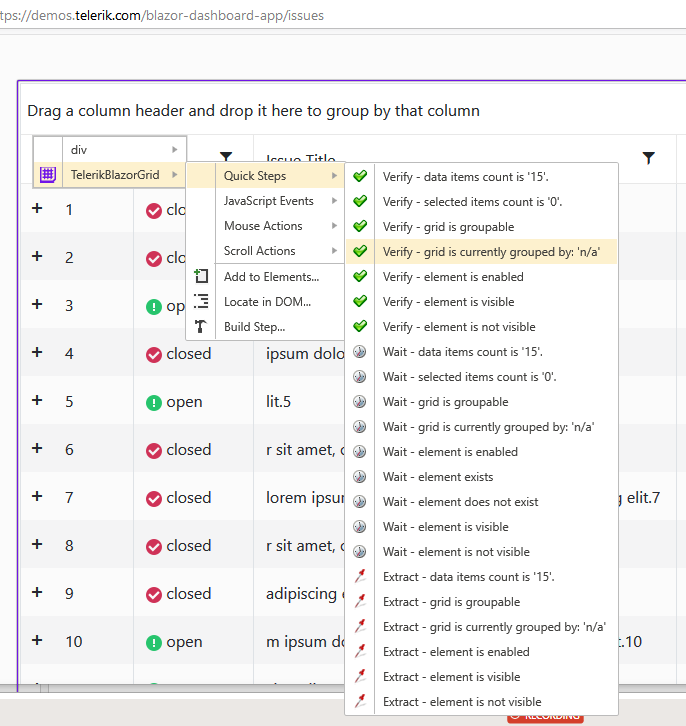 tps://demos.telerik.com/blazor-dashboard-app/issues
Drag a column header and drop it here to group by that column
div
TelerikBlazorGrid
Issue Title
Quick Steps
JavaScript Events
Mouse Actions
Scroll Actions
Add to Elements...
Locate in DOM...
Build Step...
Verify - data items count is '15'.
Verify - selected items count is '0'.
Verify - grid is groupable
Verify - grid is currently grouped by: 'n/a'
Verify - element is enabled
Verify - element is visible
Verify - element is not visible
Wait - data items count is '15'.
Wait - selected items count is '0'.
Wait - grid is groupable
Wait - grid is currently grouped by: 'n/a'
Wait - element is enabled
Wait - element exists
Wait - element does not exist
Wait - element is visible
Wait - element is not visible
Extract - data items count is '15'.
Extract - grid is groupable
Extract - grid is currently grouped by: 'n/a'
Extract - element is enabled
Extract - element is visible
Extract - element is not visible
1 clo
2 clo
3 op
4 closed ipsum dolo
5 open lit.5
6 closed r sit amet, c
7 closed lorem ipsu g elit.7
8 closed r sit amet, c
9 closed adipiscing e
10 open m ipsum do t.10
RECORDING